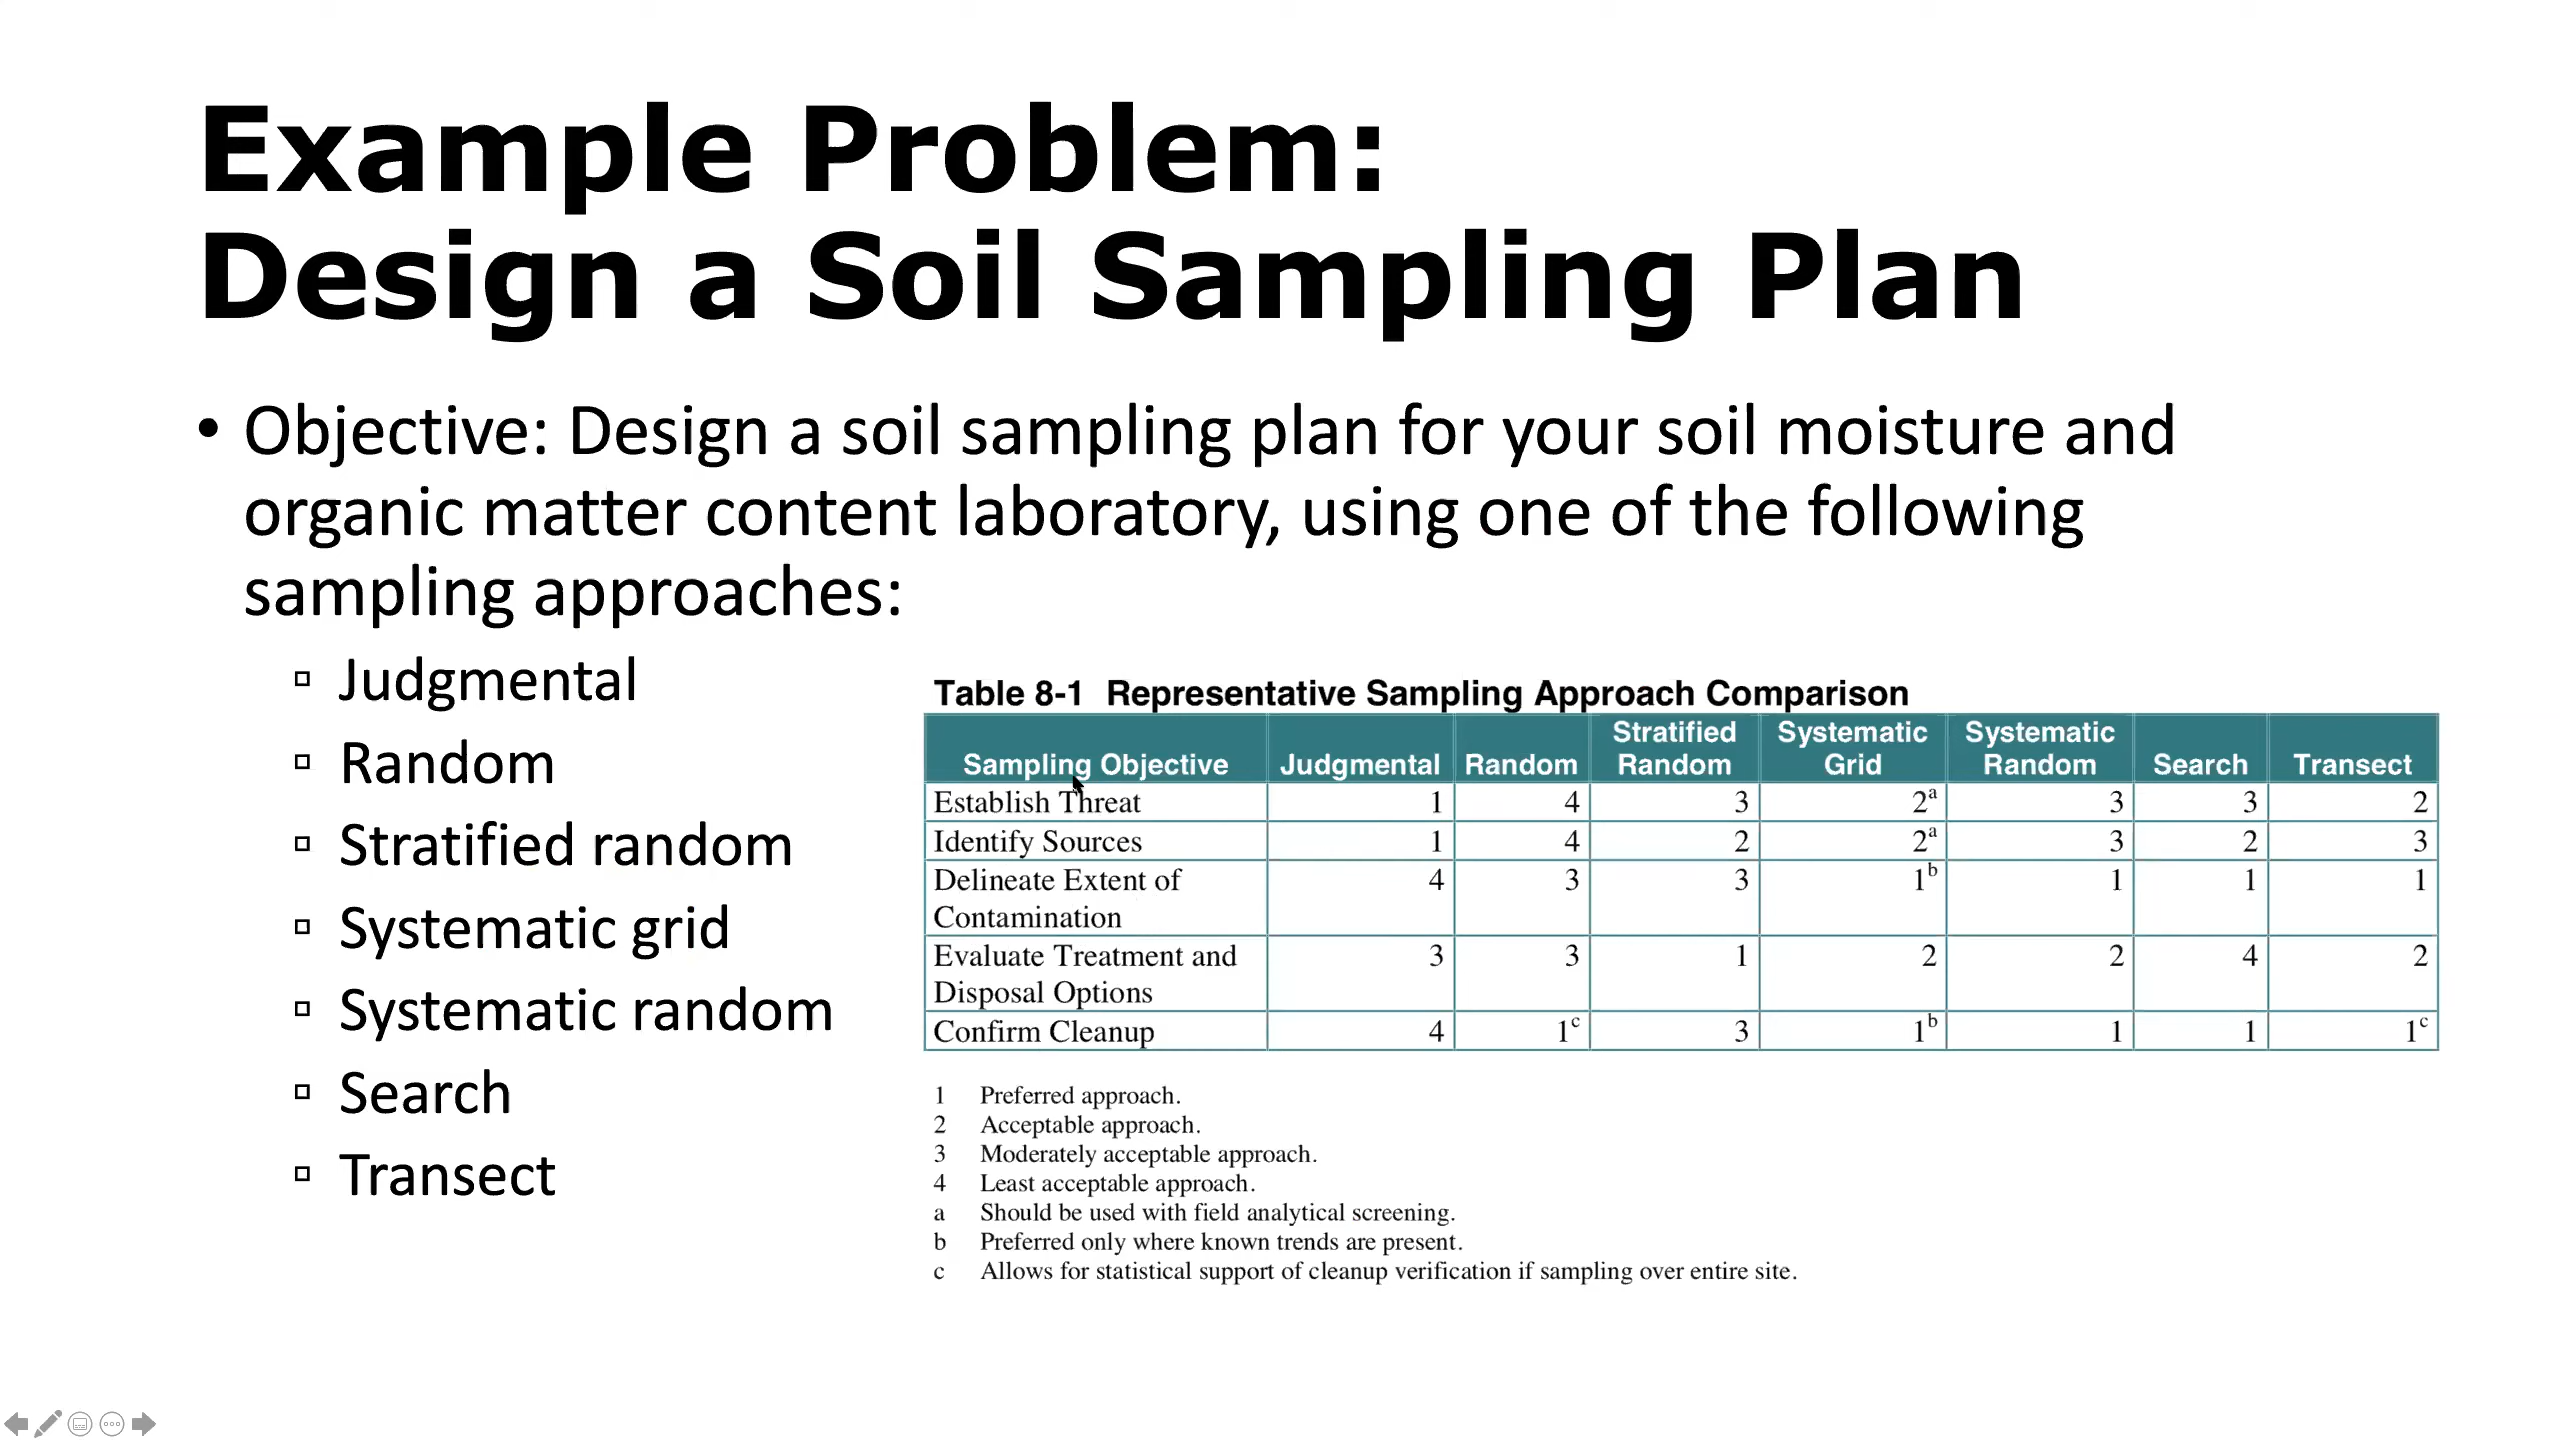 Example Problem:
Design a Soil Sampling Plan
• Objective: Design a soil sampling plan for your soil moisture and
organic matter content laboratory, using one of the following
sampling approaches:
▫ Judgmental
▫ Random
▫ Stratified random
▫ Systematic grid
▫ Systematic random
▫ Search
▫ Transect
Table 8-1 Representative Sampling Approach Comparison
Sampling Objective Judgmental Random Stratified Random Systematic Grid Systematic Random Search Transect
Establish Threat 1 4 3 2a 3 3 2
Identify Sources 1 4 2 2a 3 2 3
Delineate Extent of Contamination 4 3 3 1b 1 1 1
Evaluate Treatment and Disposal Options 3 3 1 2 2 4 2
Confirm Cleanup 4 1c 3 1b 1 1 1c
1 Preferred approach.
2 Acceptable approach.
3 Moderately acceptable approach.
4 Least acceptable approach.
a Should be used with field analytical screening.
b Preferred only where known trends are present.
c Allows for statistical support of cleanup verification if sampling over entire site.